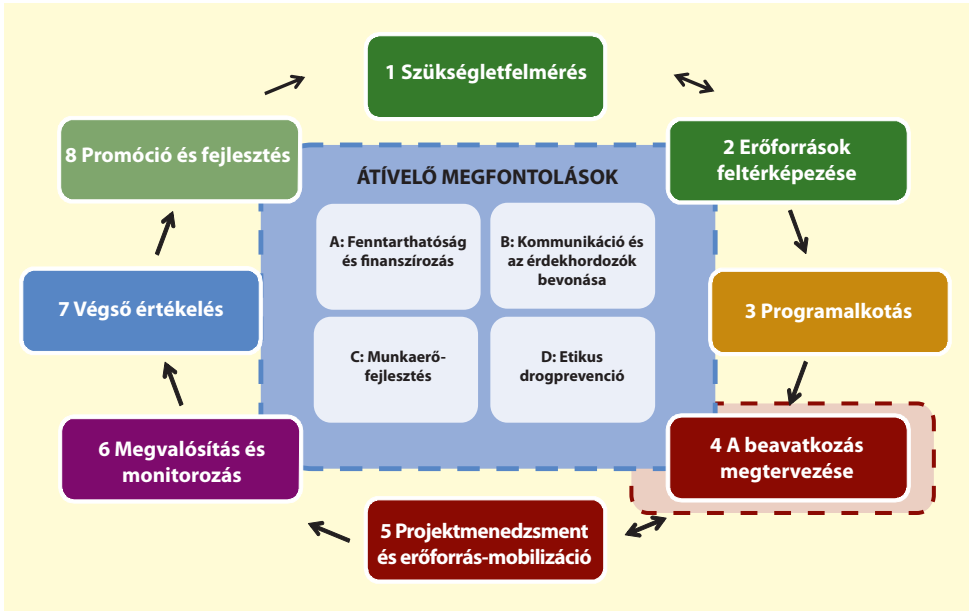 1 Szükségletfelmérés
2 Erőforrások
feltérképezése
3 Programalkotás
4 A beavatkozás
megtervezése
5 Projektmenedzsment
és erőforrás-mobilizáció
6 Megvalósítás és
monitorozás
7 Végső értékelés
8 Promóció és fejlesztés
ÁTÍVELŐ MEGFONTOLÁSOK
A: Fenntarthatóság
és finanszírozás
B: Kommunikáció és
az érdekhordozók
bevonása
C: Munkaerő-
fejlesztés
D: Etikus
drogprevenció